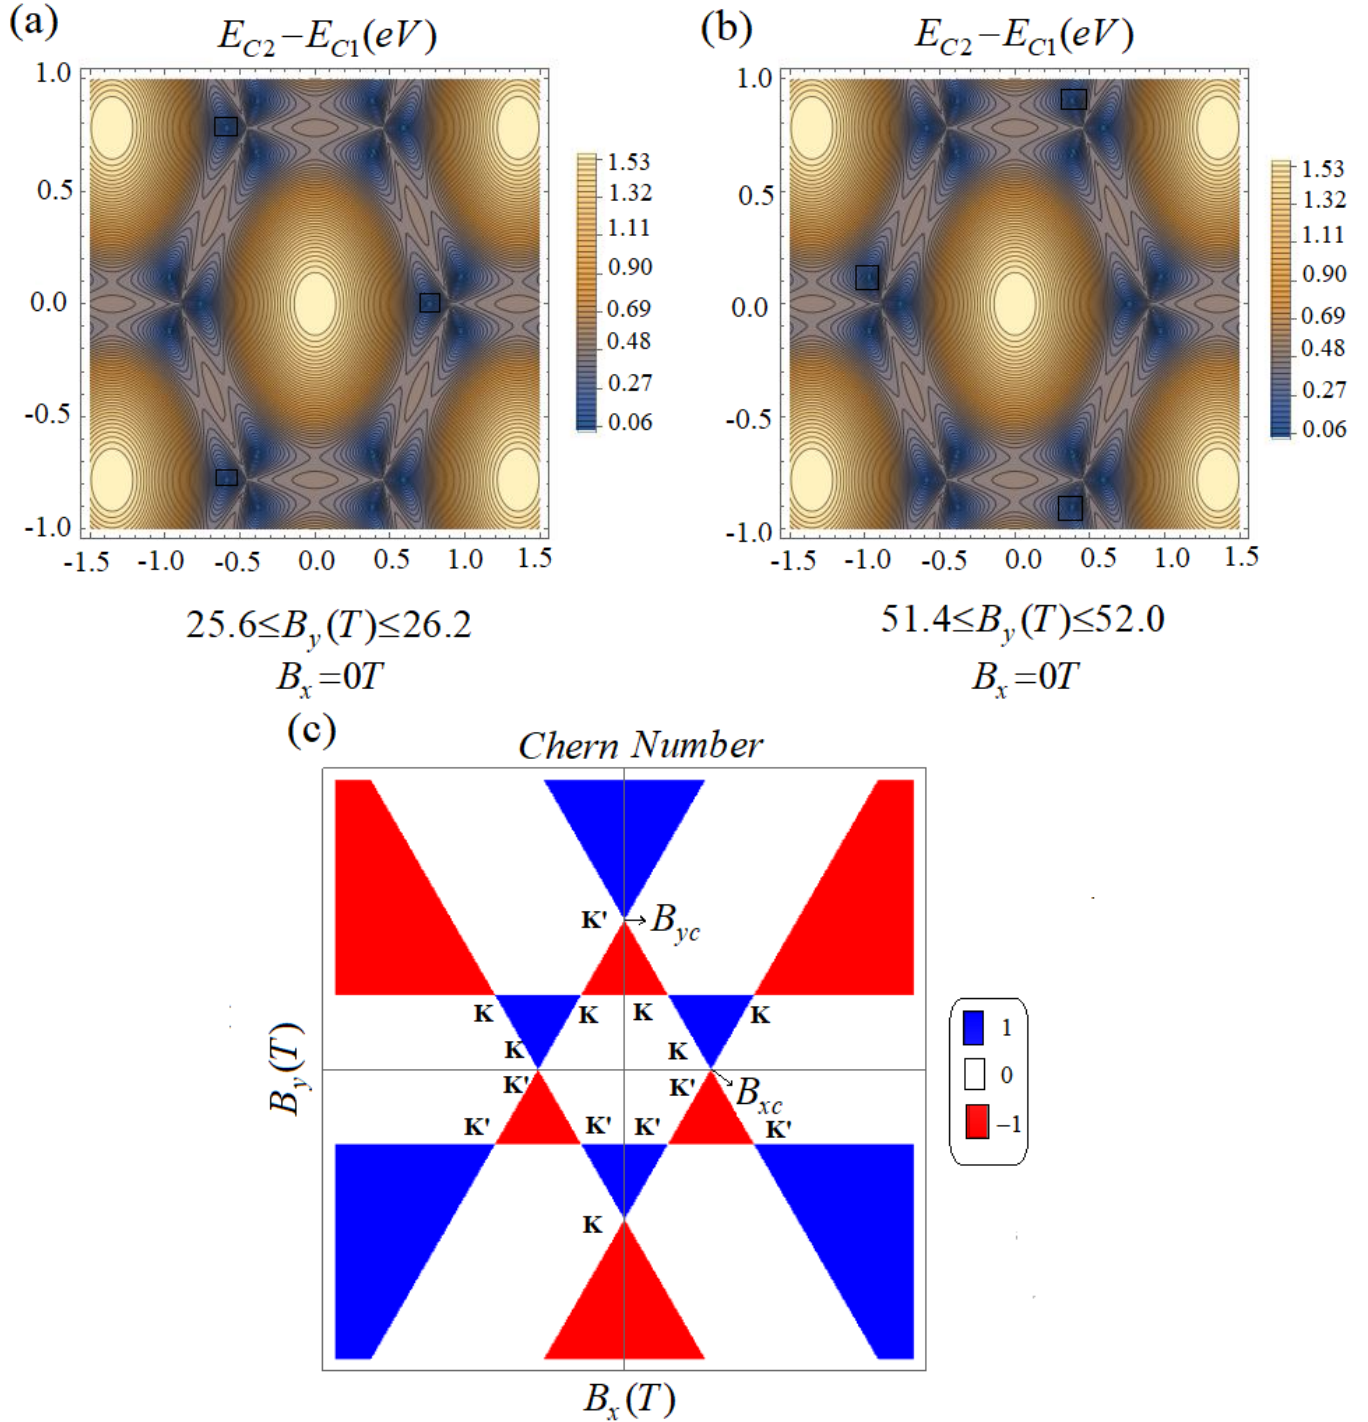 (a)
E_{C2}−E_{C1}(eV)
1.0
0.5
0.0
-0.5
-1.0
-1.5 -1.0 -0.5 0.0 0.5 1.0 1.5
1.53
1.32
1.11
0.90
0.69
0.48
0.27
0.06
25.6≤B_y(T)≤26.2
B_x=0T
(b)
E_{C2}−E_{C1}(eV)
1.0
0.5
0.0
-0.5
-1.0
-1.5 -1.0 -0.5 0.0 0.5 1.0 1.5
1.53
1.32
1.11
0.90
0.69
0.48
0.27
0.06
51.4≤B_y(T)≤52.0
B_x=0T
(c)
Chern Number
K' B_{yc}
K K K K
K K
K' K' B_{xc}
K' K' K' K'
K
B_y(T)
B_x(T)
1
0
−1